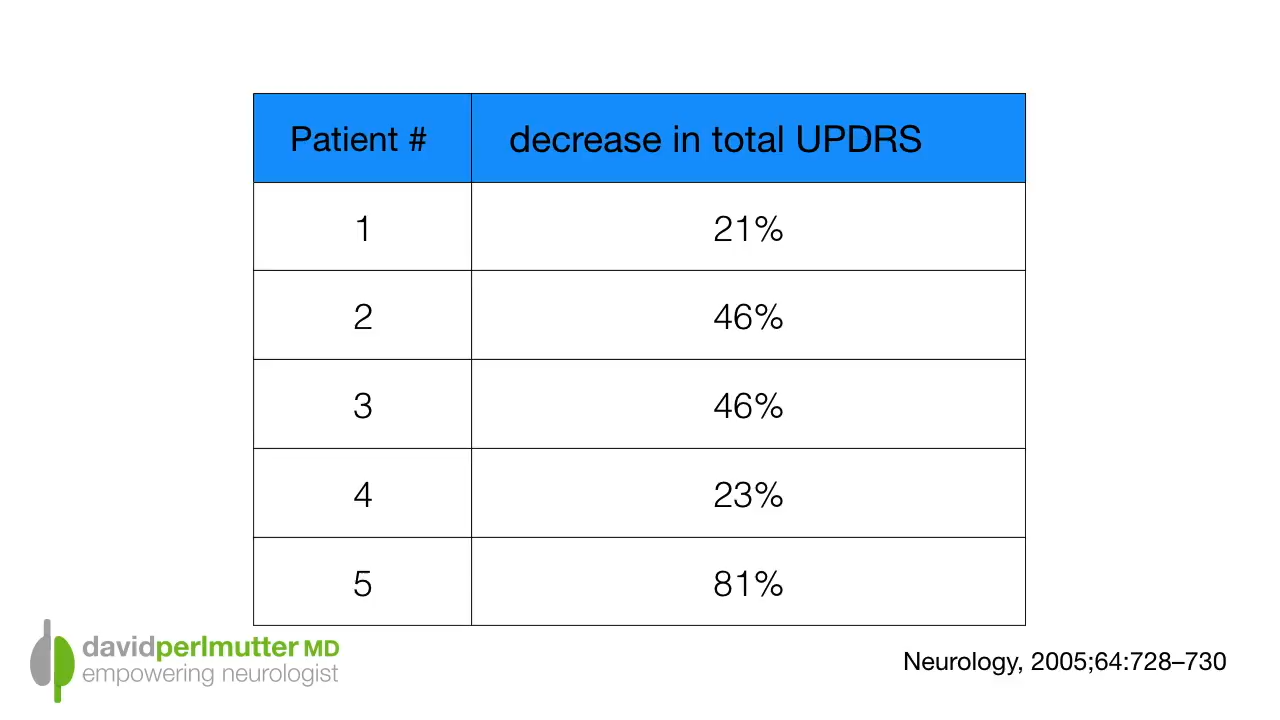 Patient # decrease in total UPDRS
1 21%
2 46%
3 46%
4 23%
5 81%
davidperlmutter MD
empowering neurologist
Neurology, 2005;64:728–730